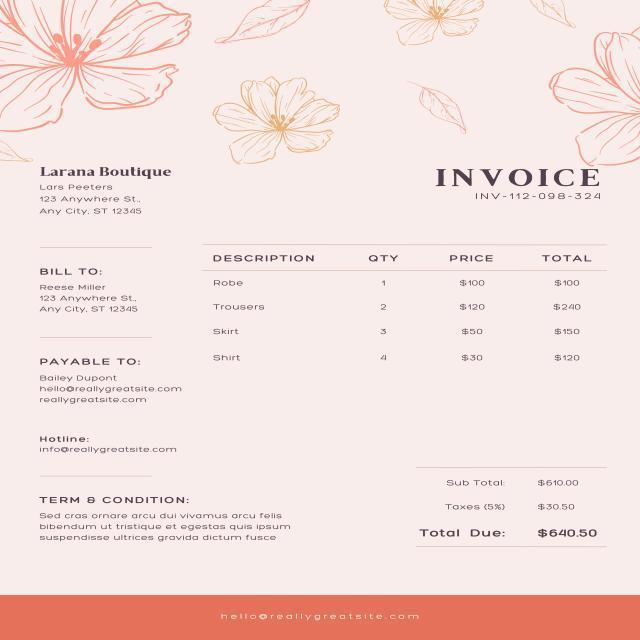 Larana Boutique
Lars Peeters
123 Anywhere St.,
Any City, ST 12345
INVOICE
INV-112-098-324
BILL TO:
Reese Miller
123 Anywhere St.,
Any City, ST 12345
PAYABLE TO:
Bailey Dupont
hello@reallygreatsite.com
reallygreatsite.com
Hotline:
info@reallygreatsite.com
DESCRIPTION QTY PRICE TOTAL
Robe 1 $100 $100
Trousers 2 $120 $240
Skirt 3 $50 $150
Shirt 4 $30 $120
Sub Total: $610.00
Taxes (5%) $30.50
Total Due: $640.50
TERM & CONDITION:
Sed cras ornare arcu dui vivamus arcu felis
bibendum ut tristique et egestas quis ipsum
suspendisse ultrices gravida dictum fusce
hello@reallygreatsite.com